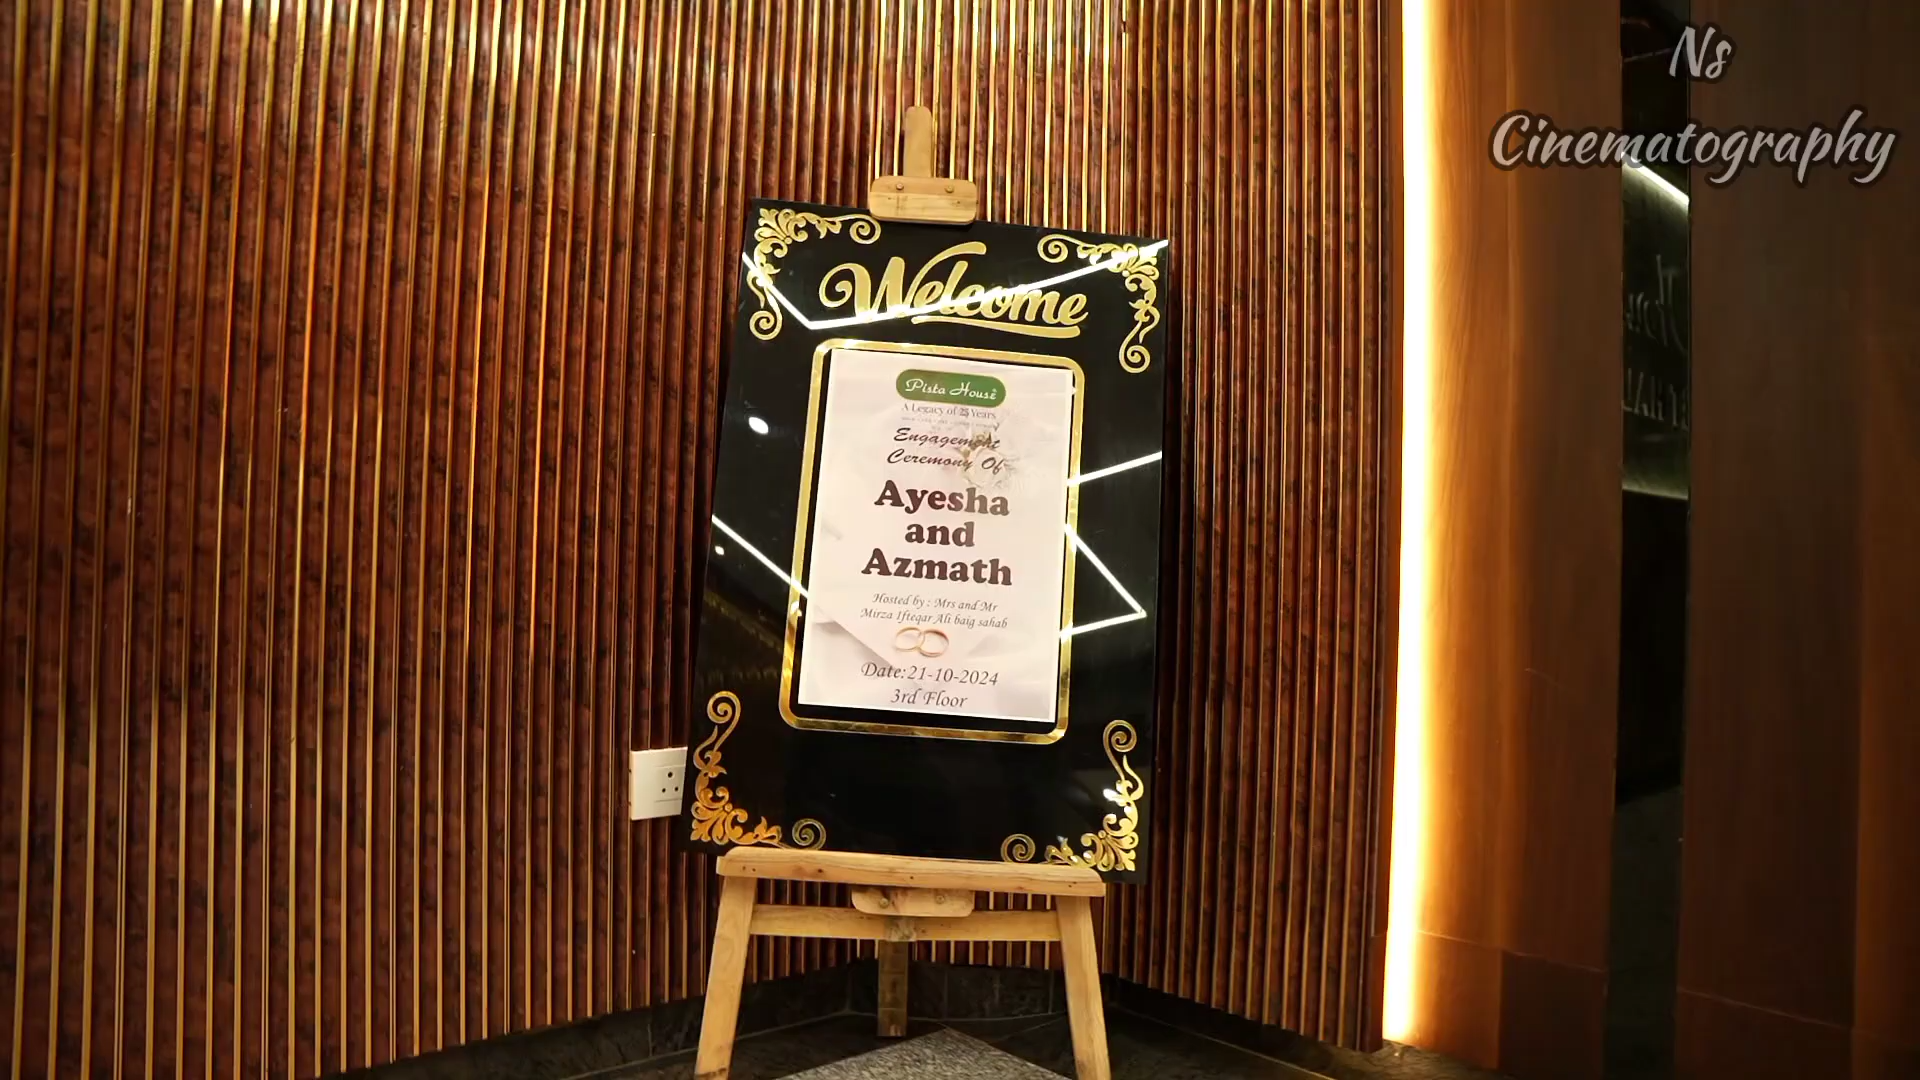 Ns
Cinematography
Welcome
Pista House
A Legacy of 25 Years
Engagement
Ceremony Of
Ayesha
and
Azmath
Hosted by : Mrs and Mr
Mirza Ifteqar Ali baig sahab
Date:21-10-2024
3rd Floor